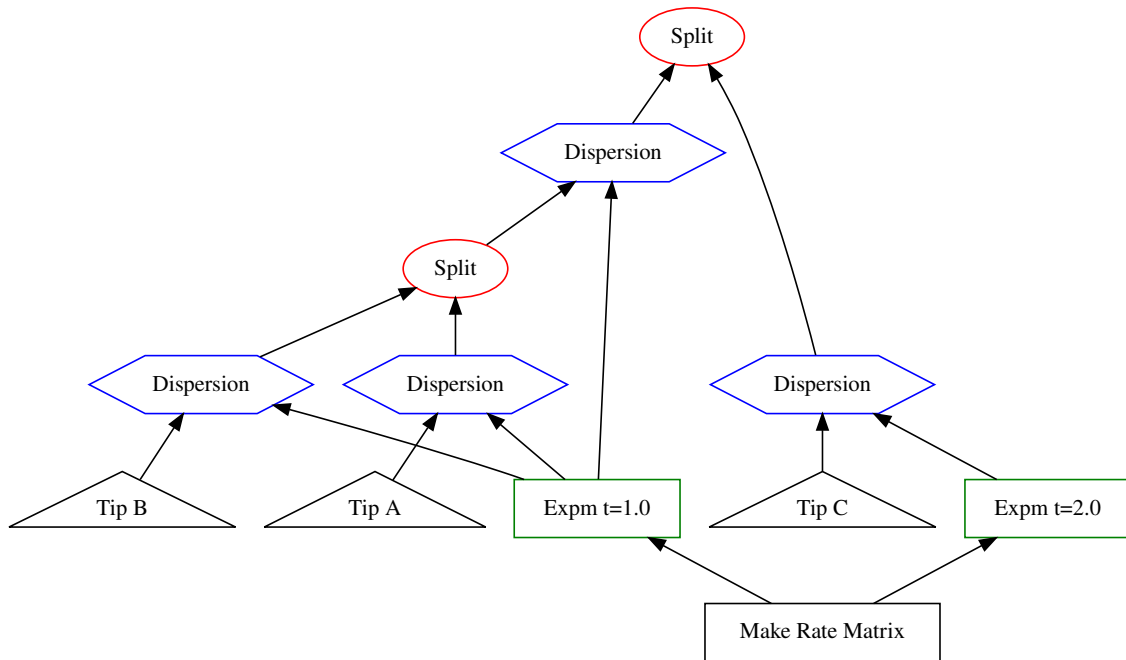 Split
Dispersion
Split
Dispersion
Dispersion
Dispersion
Tip B
Tip A
Expm t=1.0
Tip C
Expm t=2.0
Make Rate Matrix